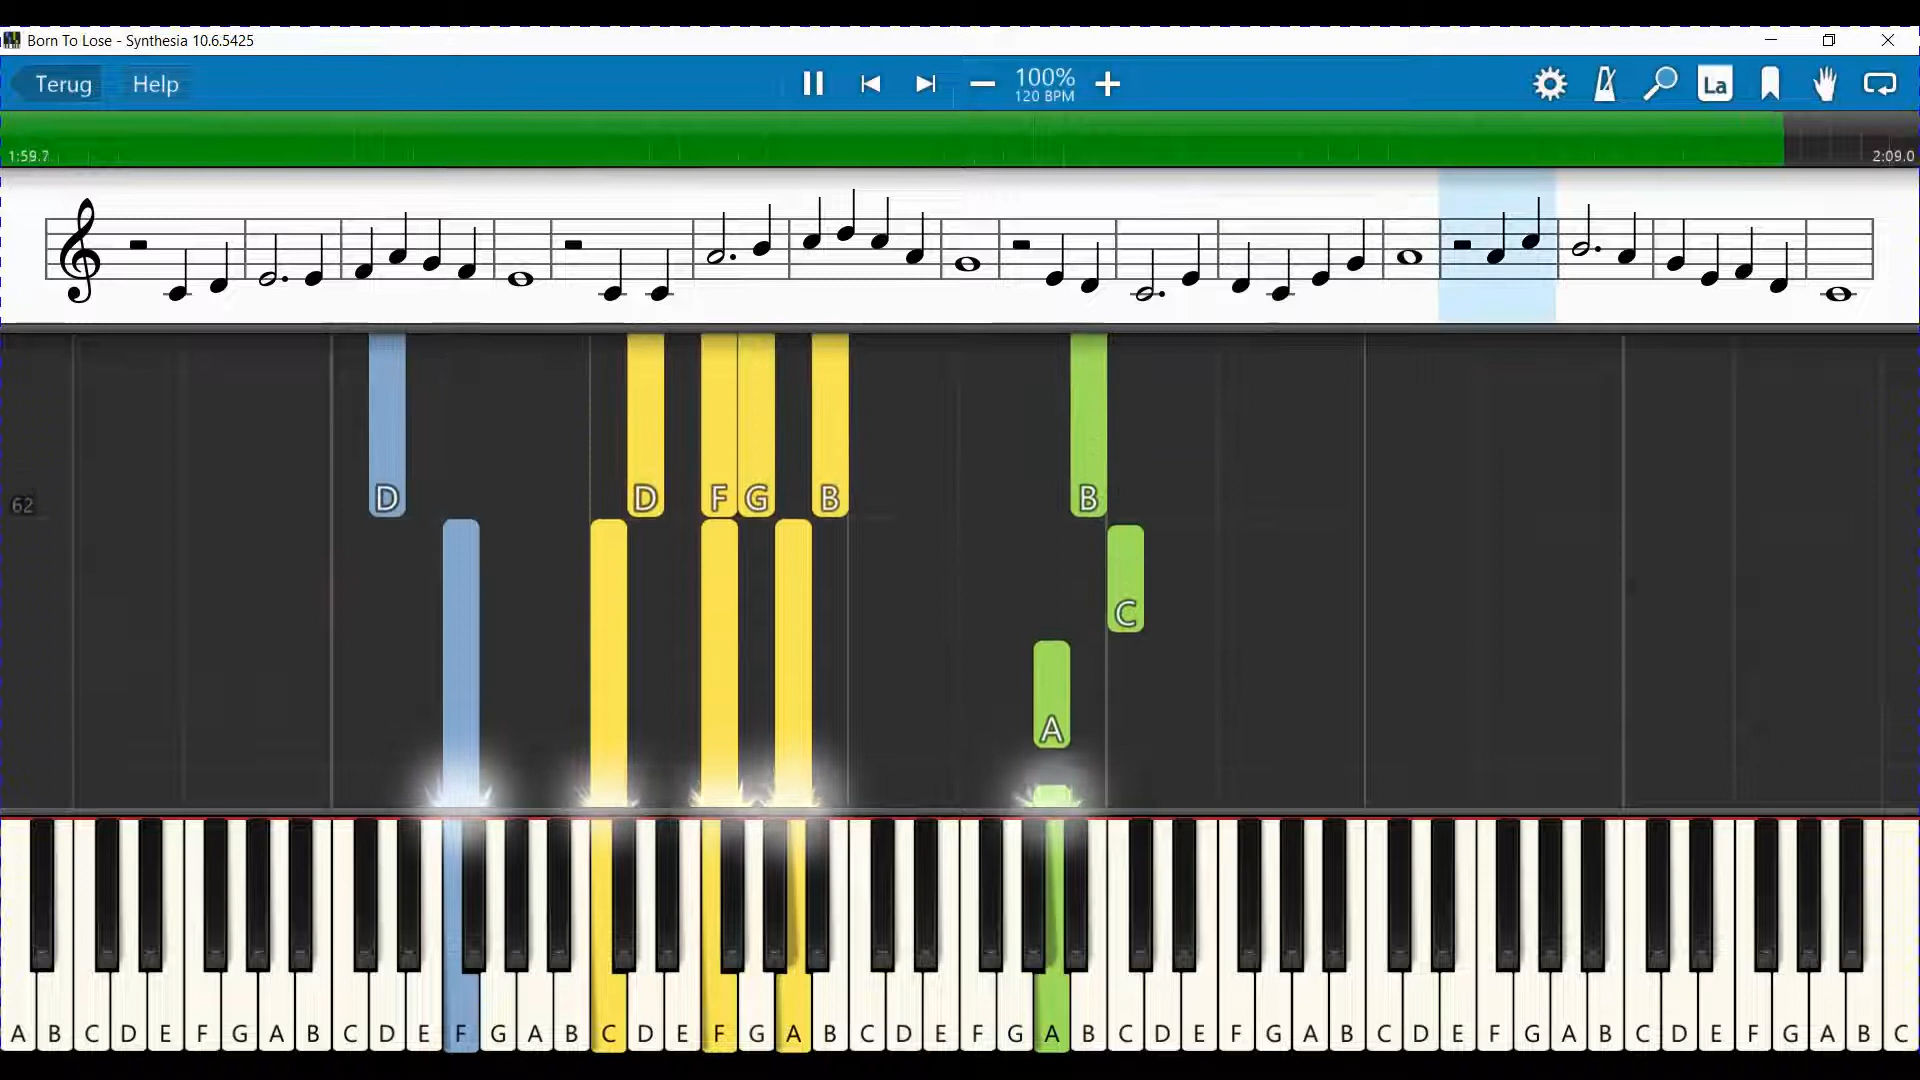 Born To Lose - Synthesia 10.6.5425
Terug Help 100% La
120 BPM
1:59.7 2:09.0
62 D D F G B B
C
A
A B C D E F G A B C D E F G A B C D E F G A B C D E F G A B C D E F G A B C D E F G A B C D E F G A B C